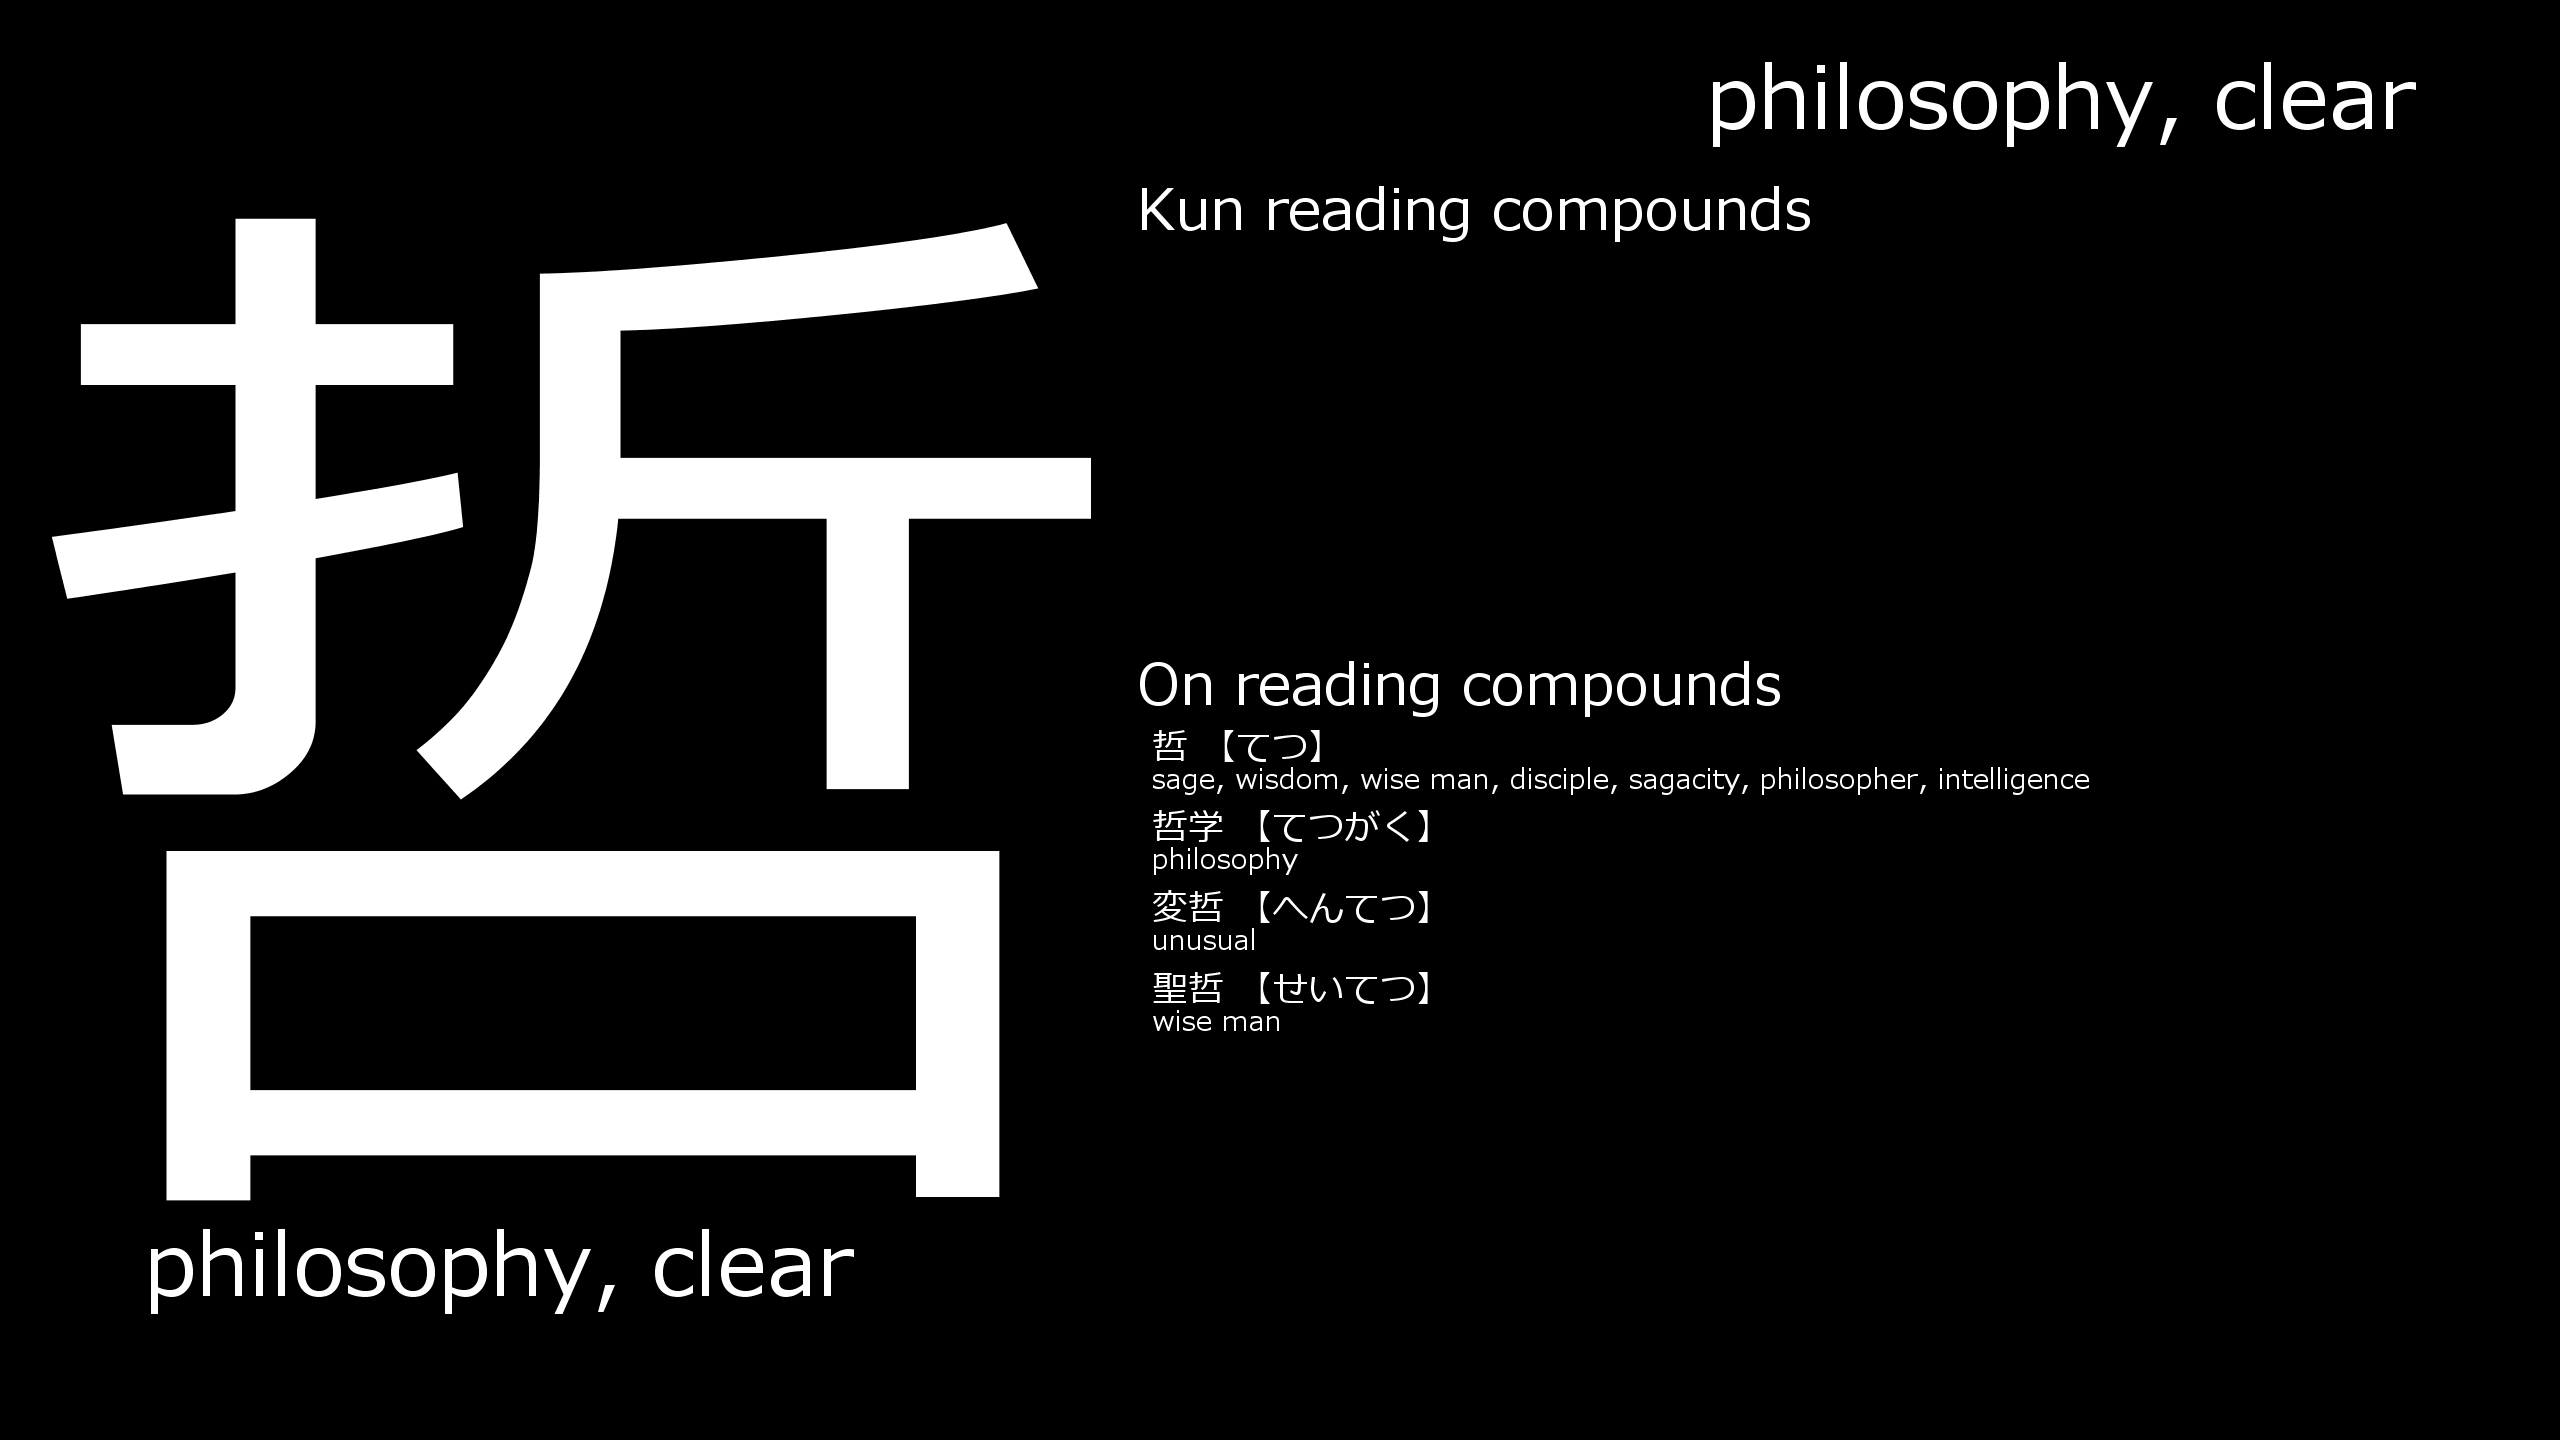 哲
philosophy, clear
philosophy, clear
Kun reading compounds
On reading compounds
哲 【てつ】
sage, wisdom, wise man, disciple, sagacity, philosopher, intelligence
哲学 【てつがく】
philosophy
変哲 【へんてつ】
unusual
聖哲 【せいてつ】
wise man